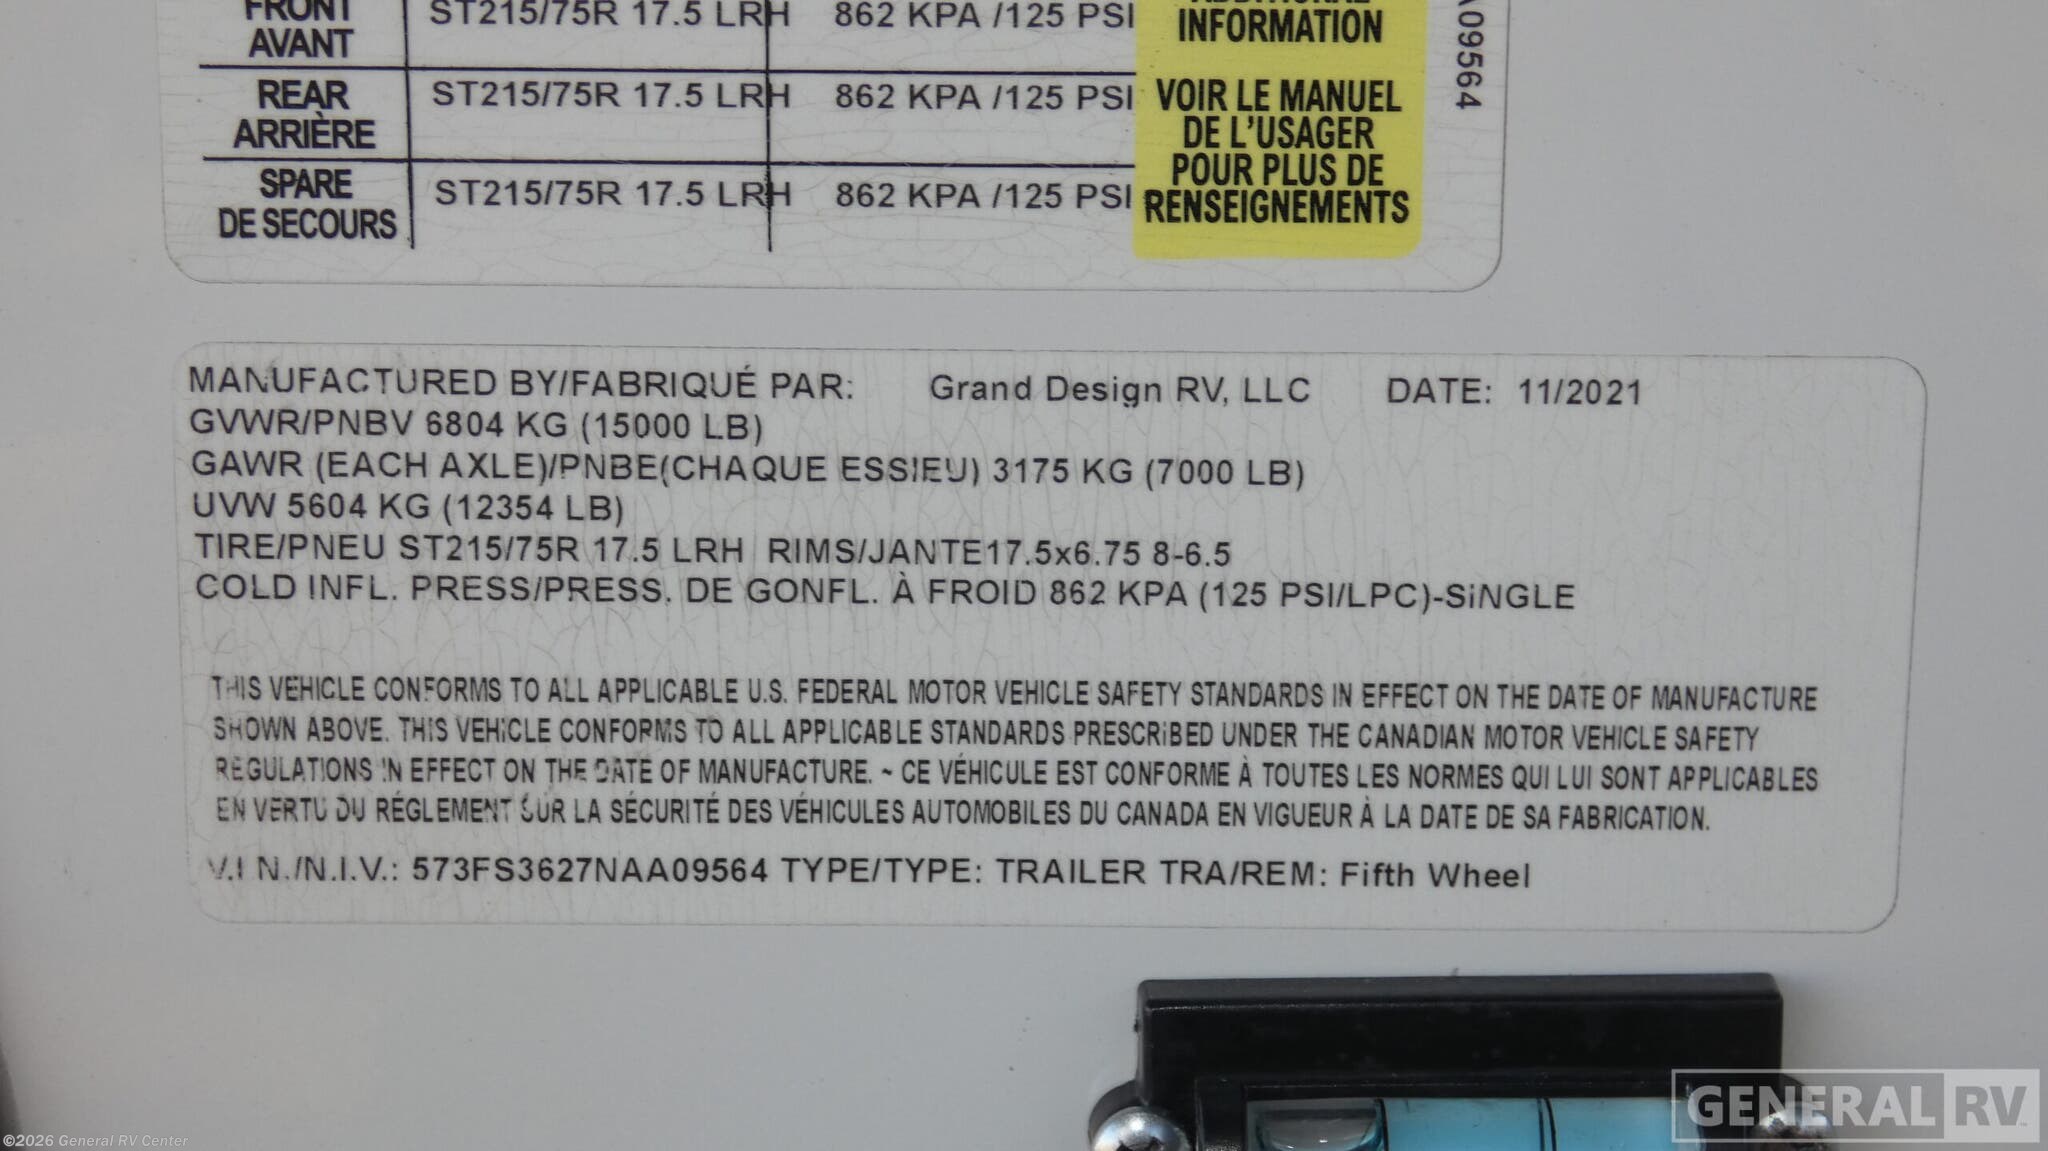 FRONT ST215/75R 17.5 LRH 862 KPA /125 PSI
AVANT
REAR ST215/75R 17.5 LRH 862 KPA /125 PSI
ARRIÈRE
SPARE ST215/75R 17.5 LRH 862 KPA /125 PSI
DE SECOURS
ADDITIONAL
INFORMATION
VOIR LE MANUEL
DE L'USAGER
POUR PLUS DE
RENSEIGNEMENTS
A09564
MANUFACTURED BY/FABRIQUÉ PAR: Grand Design RV, LLC DATE: 11/2021
GVWR/PNBV 6804 KG (15000 LB)
GAWR (EACH AXLE)/PNBE(CHAQUE ESSIEU) 3175 KG (7000 LB)
UVW 5604 KG (12354 LB)
TIRE/PNEU ST215/75R 17.5 LRH RIMS/JANTE17.5x6.75 8-6.5
COLD INFL. PRESS/PRESS. DE GONFL. À FROID 862 KPA (125 PSI/LPC)-SiNGLE
THIS VEHICLE CONFORMS TO ALL APPLICABLE U.S. FEDERAL MOTOR VEHICLE SAFETY STANDARDS IN EFFECT ON THE DATE OF MANUFACTURE
SHOWN ABOVE. THIS VEHICLE CONFORMS TO ALL APPLICABLE STANDARDS PRESCRIBED UNDER THE CANADIAN MOTOR VEHICLE SAFETY
REGULATIONS IN EFFECT ON THE DATE OF MANUFACTURE. ~ CE VÉHICULE EST CONFORME À TOUTES LES NORMES QUI LUI SONT APPLICABLES
EN VERTU DU RÉGLEMENT SUR LA SÉCURITÉ DES VÉHICULES AUTOMOBILES DU CANADA EN VIGUEUR À LA DATE DE SA FABRICATION.
V.I.N./N.I.V.: 573FS3627NAA09564 TYPE/TYPE: TRAILER TRA/REM: Fifth Wheel
GENERAL RV
©2026 General RV Center